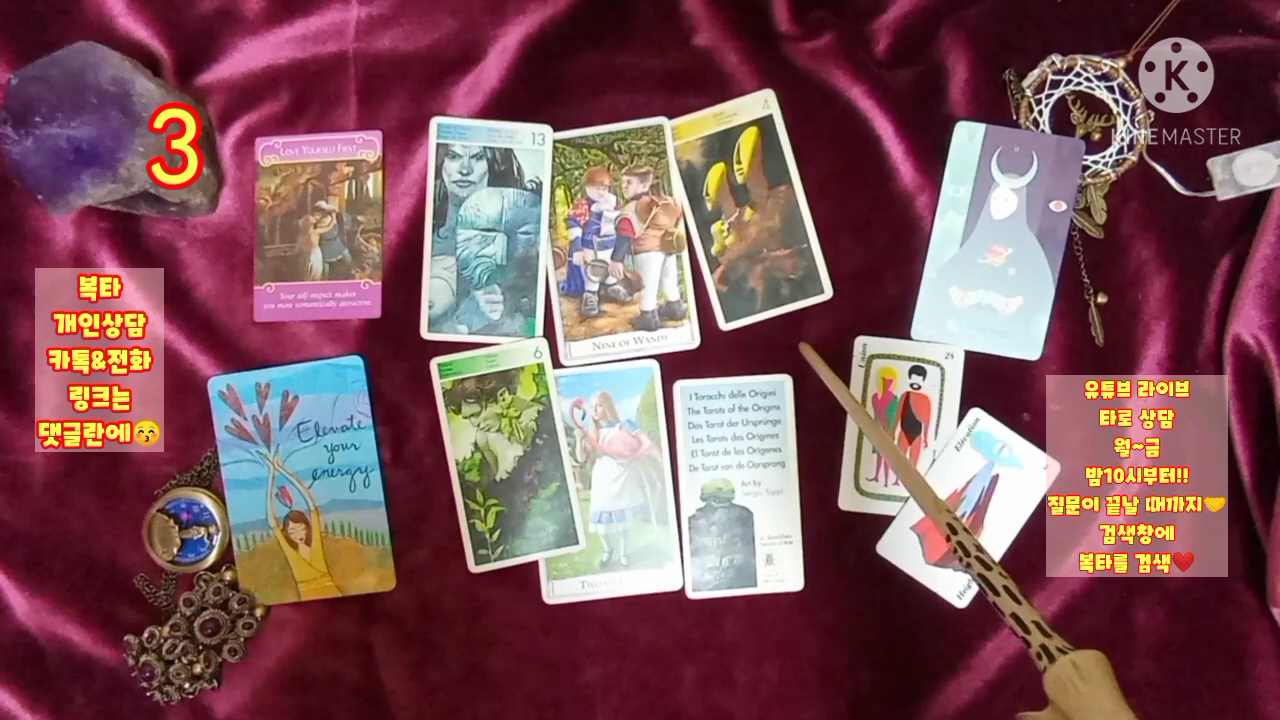 3
복타
개인상담
카톡&전화
링크는
댓글란에😚
LOVE YOURSELF FIRST
Your self-respect makes
you more romantically attractive.
Elevate
your
energy
13
NINE OF WANDS
6
I Tarocchi delle Origini
The Tarots of the Origins
Das Tarot der Ursprünge
Les Tarots des Origines
El Tarot de los Orígenes
De Tarot van de Oorsprong
Art by
Sergio Toppi
Union
Elévation
K
KINEMASTER
유튜브 라이브
타로 상담
월~금
밤10시부터!!
질문이 끝날 때까지💛
검색창에
복타를 검색❤️